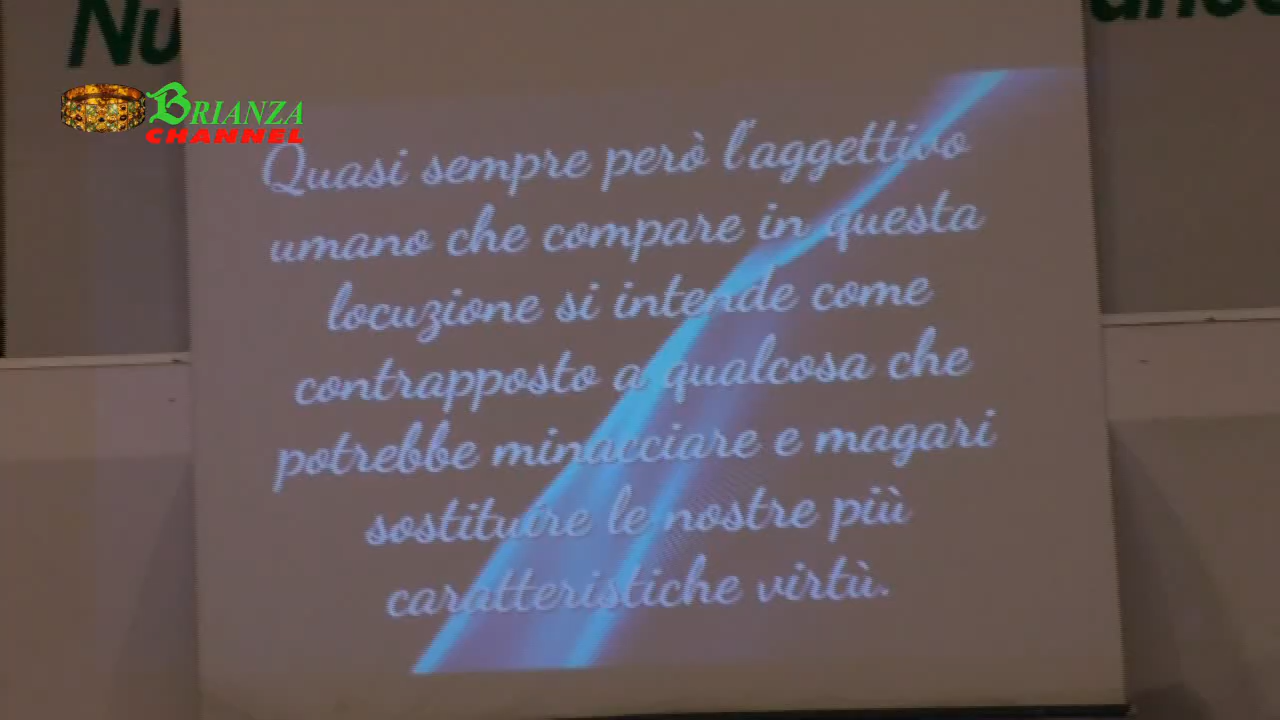 Nu
BRIANZA
CHANNEL
Quasi sempre però l'aggettivo
umano che compare in questa
locuzione si intende come
contrapposto a qualcosa che
potrebbe minacciare e magari
sostituire le nostre più
caratteristiche virtù.